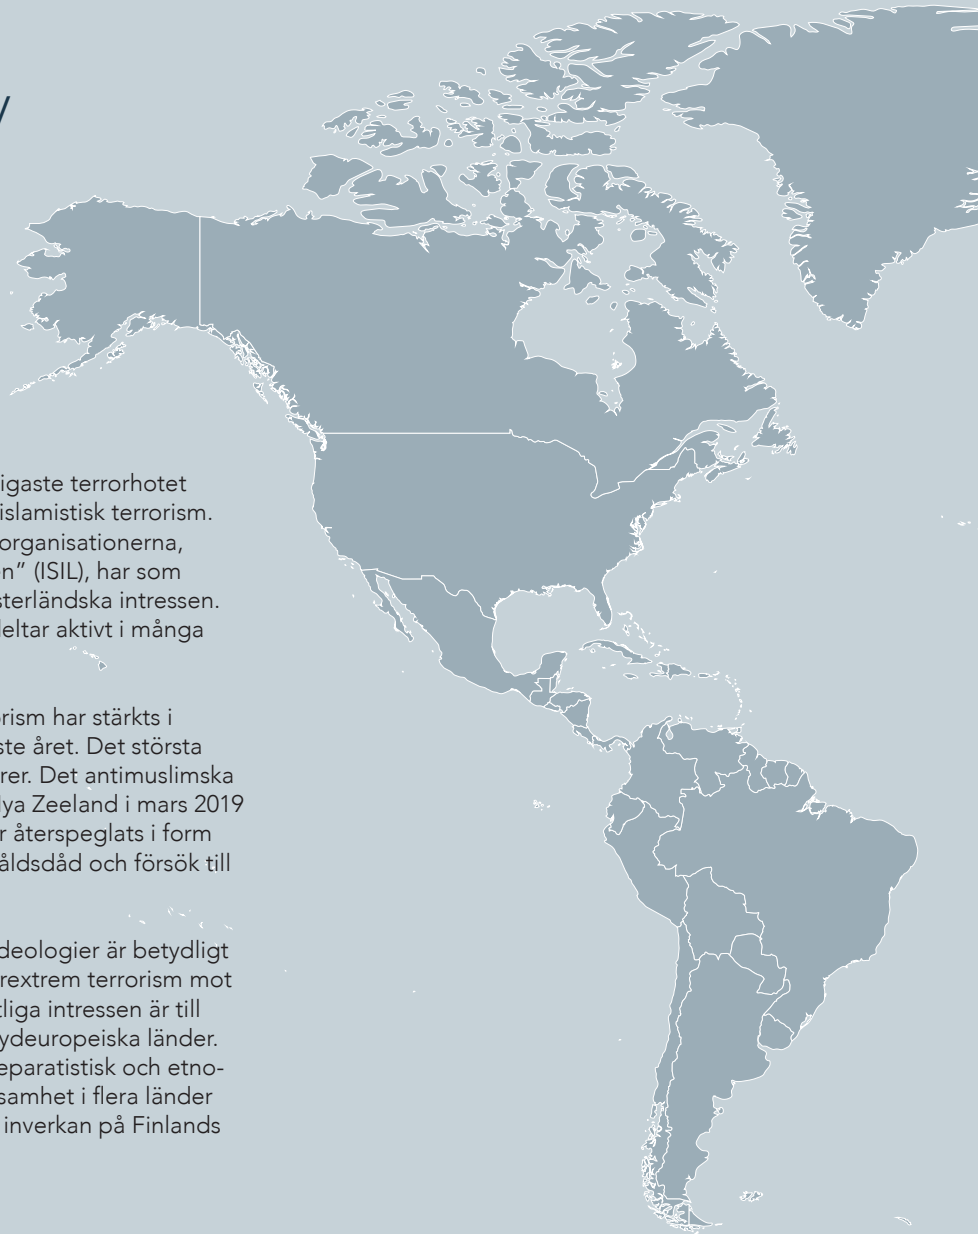 y
igaste terrorhotet
islamistisk terrorism.
organisationerna,
n” (ISIL), har som
sterländska intressen.
deltar aktivt i många
orism har stärkts i
ste året. Det största
rer. Det antimuslimska
Nya Zeeland i mars 2019
r återspeglats i form
våldsdåd och försök till
deologier är betydligt
rextrem terrorism mot
tliga intressen är till
ydeuropeiska länder.
eparatistisk och etno-
samhet i flera länder
inverkan på Finlands